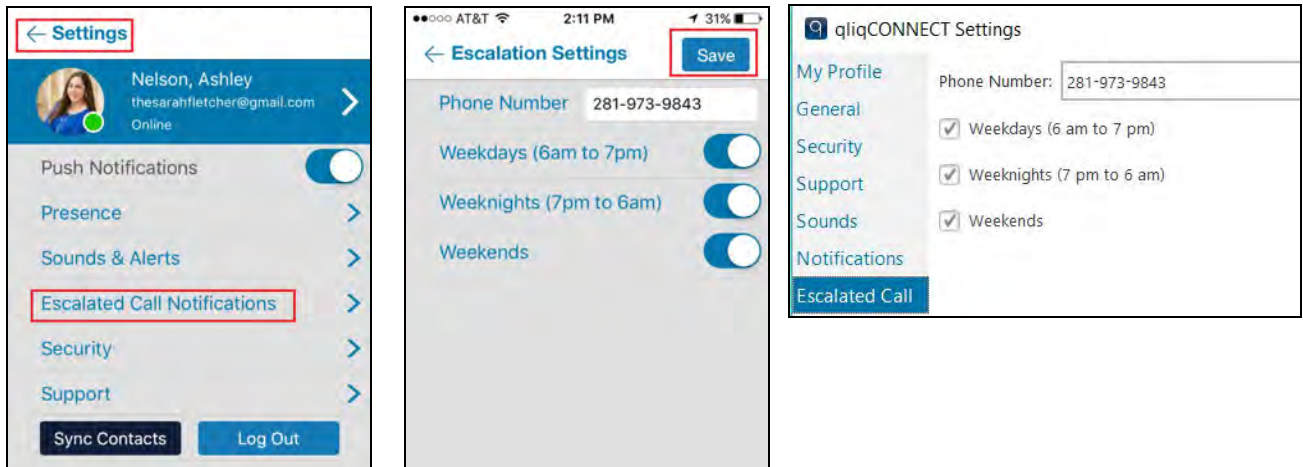 ← Settings
Nelson, Ashley
thesarahfletcher@gmail.com
Online
Push Notifications
Presence
Sounds & Alerts
Escalated Call Notifications
Security
Support
Sync Contacts Log Out
AT&T 2:11 PM 31%
← Escalation Settings Save
Phone Number 281-973-9843
Weekdays (6am to 7pm)
Weeknights (7pm to 6am)
Weekends
q qliqCONNECT Settings
My Profile
General
Security
Support
Sounds
Notifications
Escalated Call
Phone Number: 281-973-9843
Weekdays (6 am to 7 pm)
Weeknights (7 pm to 6 am)
Weekends